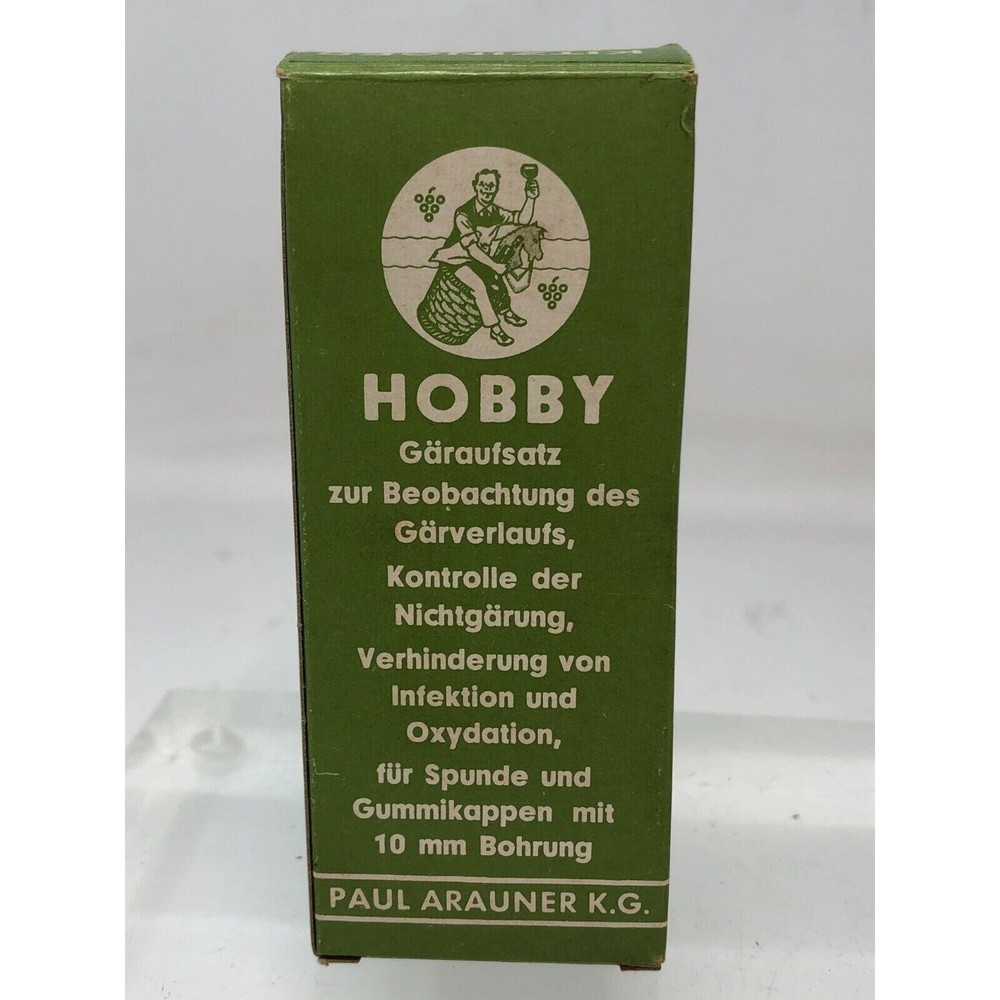 HOBBY
Gäraufsatz
zur Beobachtung des
Gärverlaufs,
Kontrolle der
Nichtgärung,
Verhinderung von
Infektion und
Oxydation,
für Spunde und
Gummikappen mit
10 mm Bohrung
PAUL ARAUNER K.G.